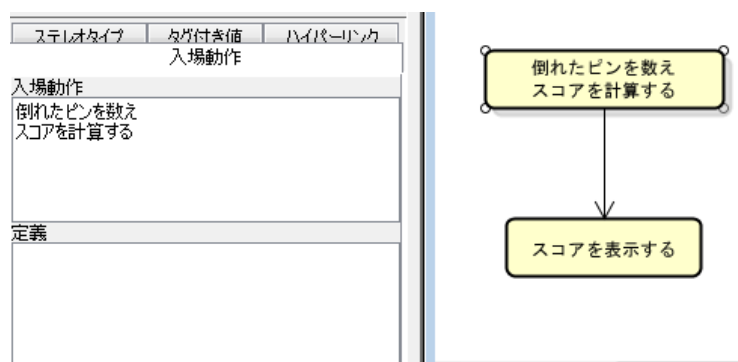 ステレオタイプ
タグ付き値
ハイパーリンク
入場動作
入場動作
倒れたピンを数え
スコアを計算する
定義
倒れたピンを数え
スコアを計算する
スコアを表示する